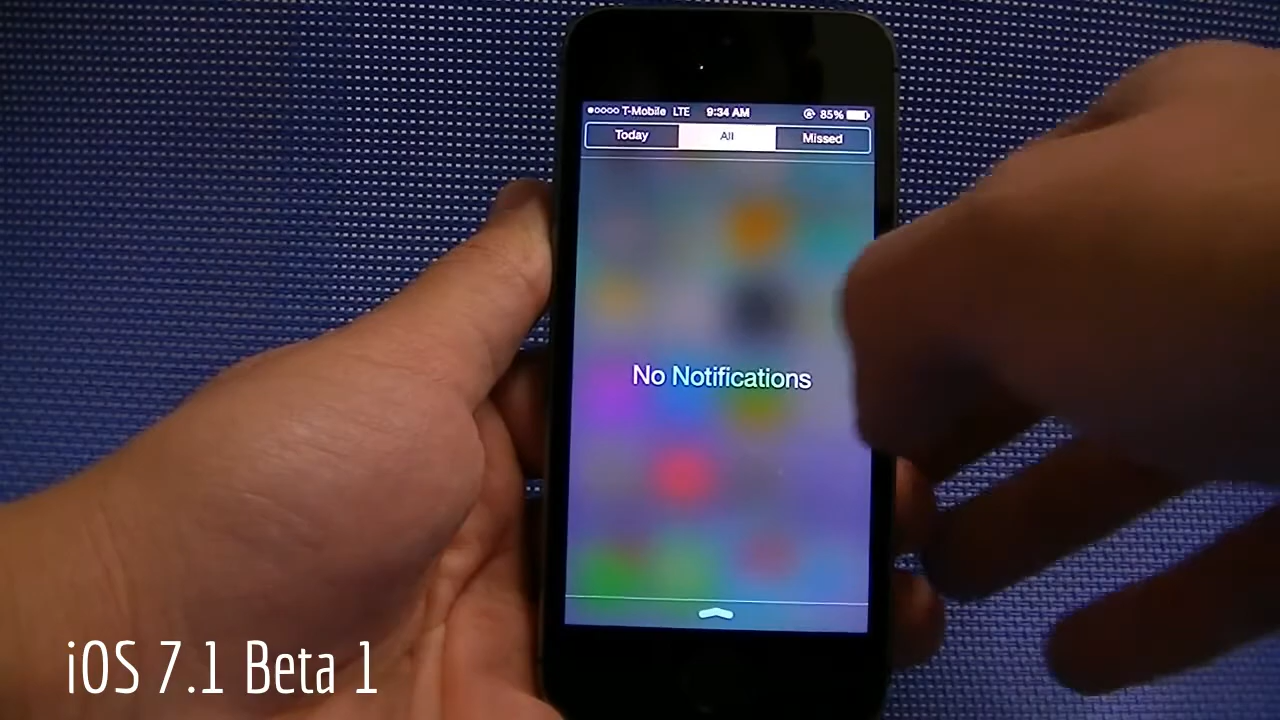 T-Mobile LTE 9:34 AM 85%
Today All Missed
No Notifications
iOS 7.1 Beta 1